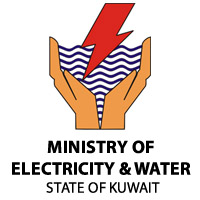 MINISTRY OF
ELECTRICITY & WATER
STATE OF KUWAIT